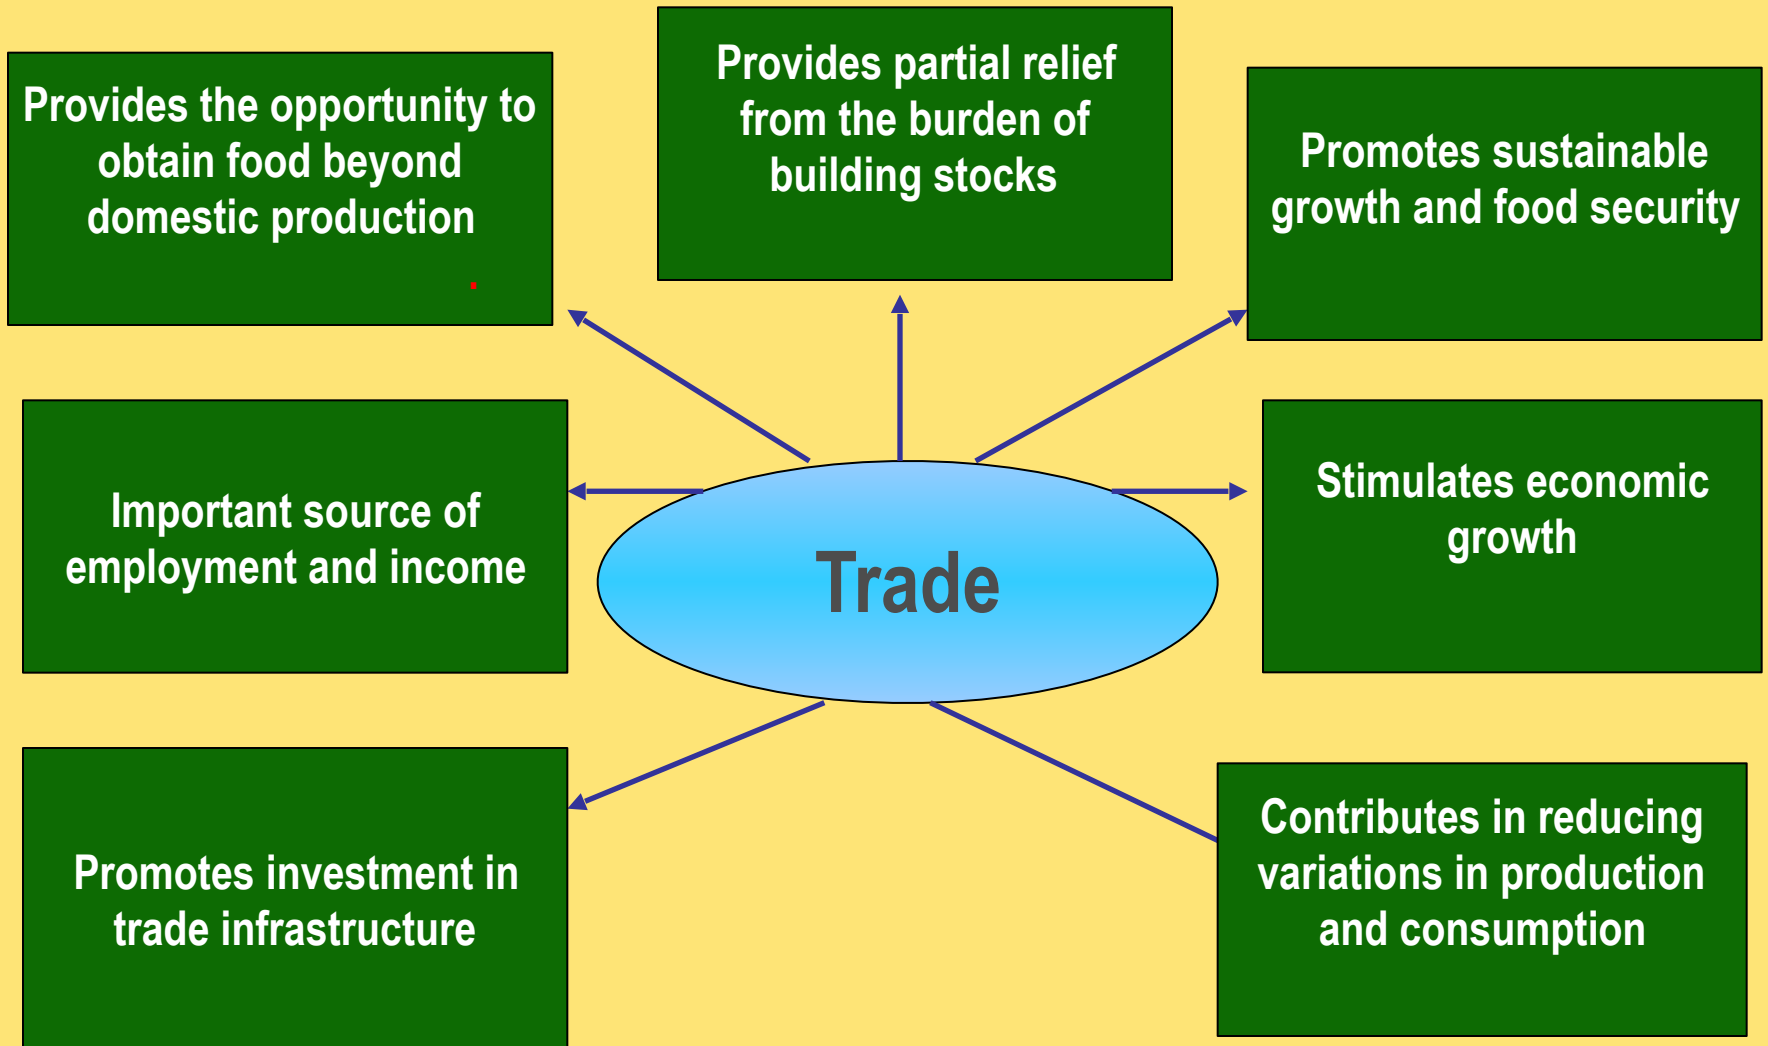 Provides the opportunity to
obtain food beyond
domestic production
.
Provides partial relief
from the burden of
building stocks
Promotes sustainable
growth and food security
Important source of
employment and income
Trade
Stimulates economic
growth
Promotes investment in
trade infrastructure
Contributes in reducing
variations in production
and consumption